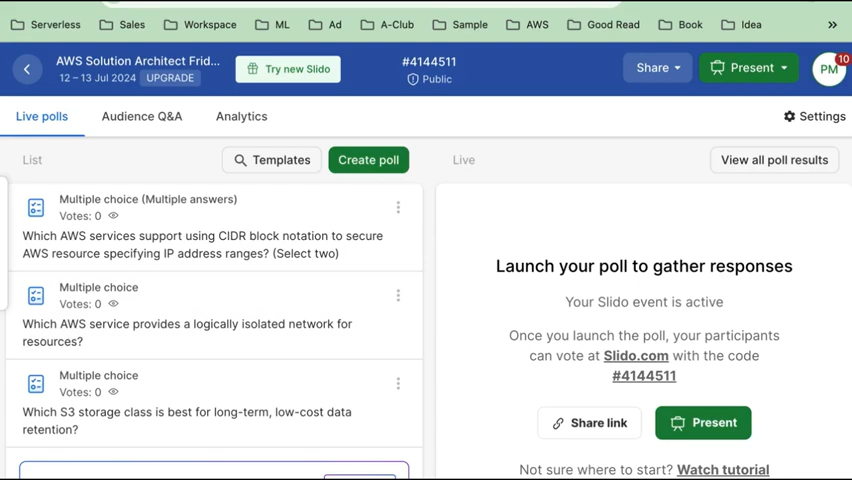 Serverless
Sales
Workspace
ML
Ad
A-Club
Sample
AWS
Good Read
Book
Idea
»
AWS Solution Architect Frid...
12 – 13 Jul 2024 UPGRADE
Try new Slido
#4144511
Public
Share
Present
PM
10
Live polls
Audience Q&A
Analytics
Settings
List
Templates
Create poll
Live
View all poll results
Multiple choice (Multiple answers)
Votes: 0
Which AWS services support using CIDR block notation to secure
AWS resource specifying IP address ranges? (Select two)
Multiple choice
Votes: 0
Which AWS service provides a logically isolated network for
resources?
Multiple choice
Votes: 0
Which S3 storage class is best for long-term, low-cost data
retention?
Launch your poll to gather responses
Your Slido event is active
Once you launch the poll, your participants
can vote at Slido.com with the code
#4144511
Share link
Present
Not sure where to start? Watch tutorial